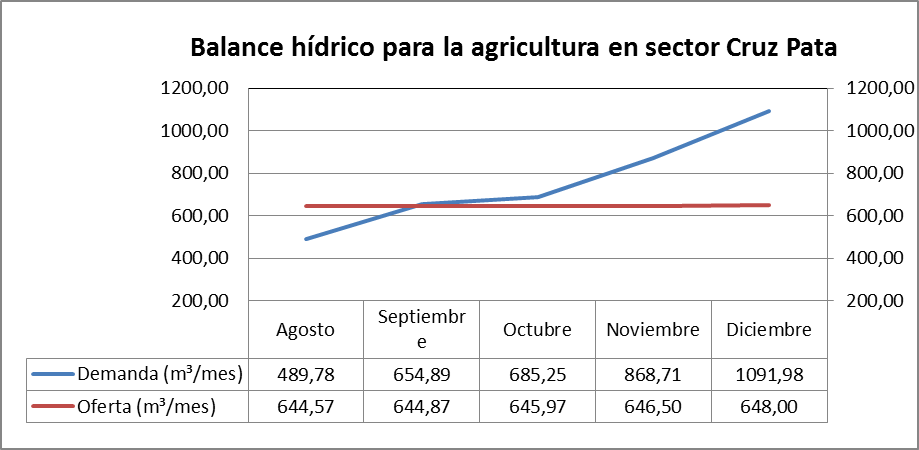 Balance hídrico para la agricultura en sector Cruz Pata
1200,00 1200,00
1000,00 1000,00
800,00 800,00
600,00 600,00
400,00 400,00
200,00 200,00
Agosto Septiembr
e Octubre Noviembre Diciembre
Demanda (m³/mes) 489,78 654,89 685,25 868,71 1091,98
Oferta (m³/mes) 644,57 644,87 645,97 646,50 648,00